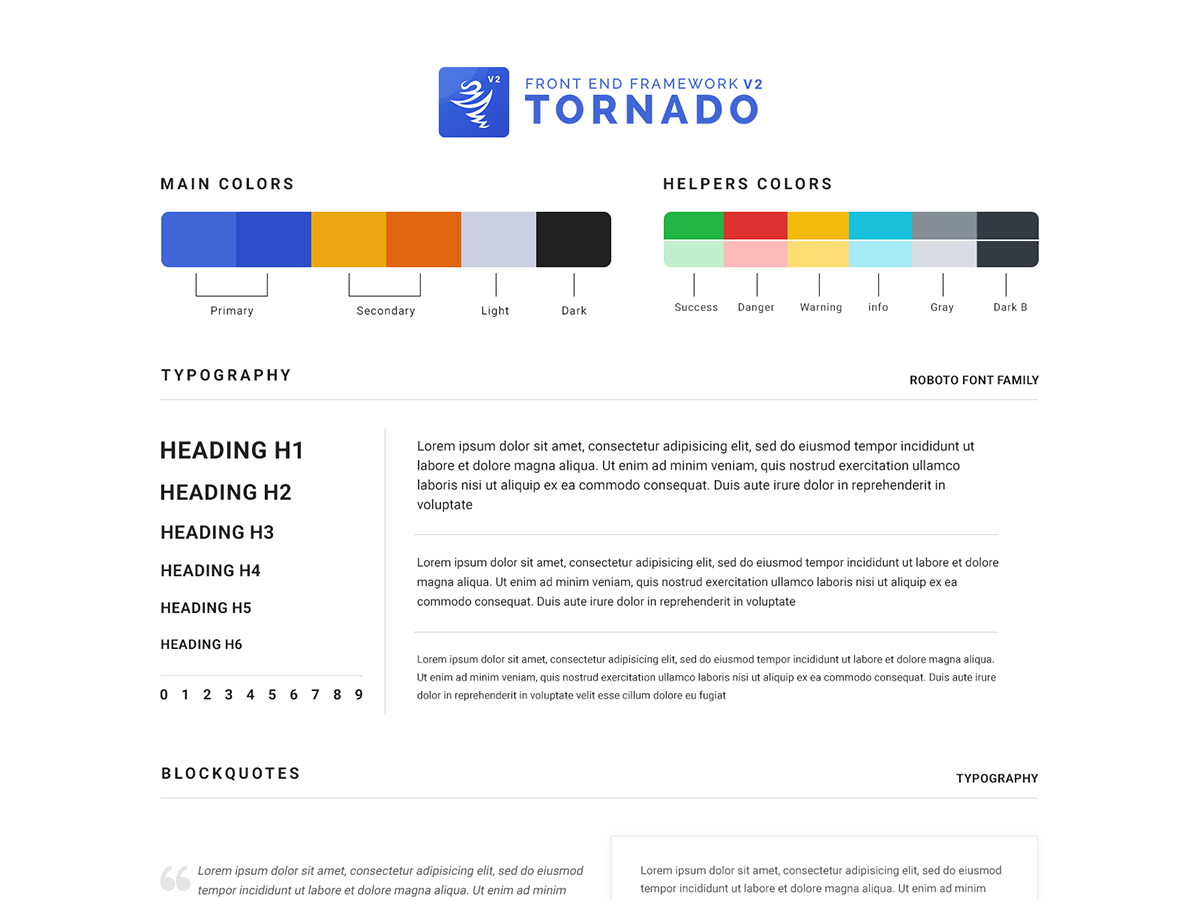 V2
FRONT END FRAMEWORK V2
TORNADO
MAIN COLORS
Primary
Secondary
Light
Dark
HELPERS COLORS
Success
Danger
Warning
info
Gray
Dark B
TYPOGRAPHY
ROBOTO FONT FAMILY
HEADING H1
HEADING H2
HEADING H3
HEADING H4
HEADING H5
HEADING H6
0 1 2 3 4 5 6 7 8 9
Lorem ipsum dolor sit amet, consectetur adipisicing elit, sed do eiusmod tempor incididunt ut
labore et dolore magna aliqua. Ut enim ad minim veniam, quis nostrud exercitation ullamco
laboris nisi ut aliquip ex ea commodo consequat. Duis aute irure dolor in reprehenderit in
voluptate
Lorem ipsum dolor sit amet, consectetur adipisicing elit, sed do eiusmod tempor incididunt ut labore et dolore
magna aliqua. Ut enim ad minim veniam, quis nostrud exercitation ullamco laboris nisi ut aliquip ex ea
commodo consequat. Duis aute irure dolor in reprehenderit in voluptate
Lorem ipsum dolor sit amet, consectetur adipisicing elit, sed do eiusmod tempor incididunt ut labore et dolore magna aliqua.
Ut enim ad minim veniam, quis nostrud exercitation ullamco laboris nisi ut aliquip ex ea commodo consequat. Duis aute irure
dolor in reprehenderit in voluptate velit esse cillum dolore eu fugiat
BLOCKQUOTES
TYPOGRAPHY
Lorem ipsum dolor sit amet, consectetur adipisicing elit, sed do eiusmod
tempor incididunt ut labore et dolore magna aliqua. Ut enim ad minim
Lorem ipsum dolor sit amet, consectetur adipisicing elit, sed do eiusmod
tempor incididunt ut labore et dolore magna aliqua. Ut enim ad minim